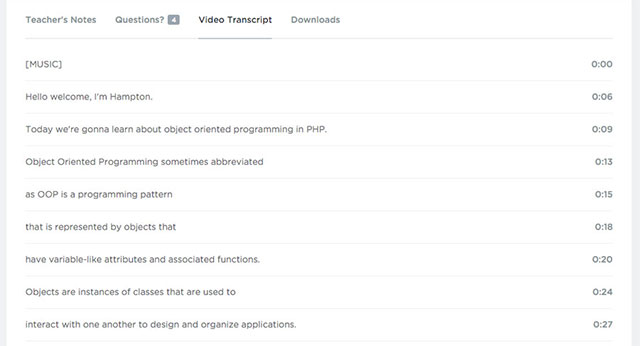 Teacher's Notes Questions? 4 Video Transcript Downloads
[MUSIC] 0:00
Hello welcome, I'm Hampton. 0:06
Today we're gonna learn about object oriented programming in PHP. 0:09
Object Oriented Programming sometimes abbreviated 0:13
as OOP is a programming pattern 0:15
that is represented by objects that 0:18
have variable-like attributes and associated functions. 0:20
Objects are instances of classes that are used to 0:24
interact with one another to design and organize applications. 0:27